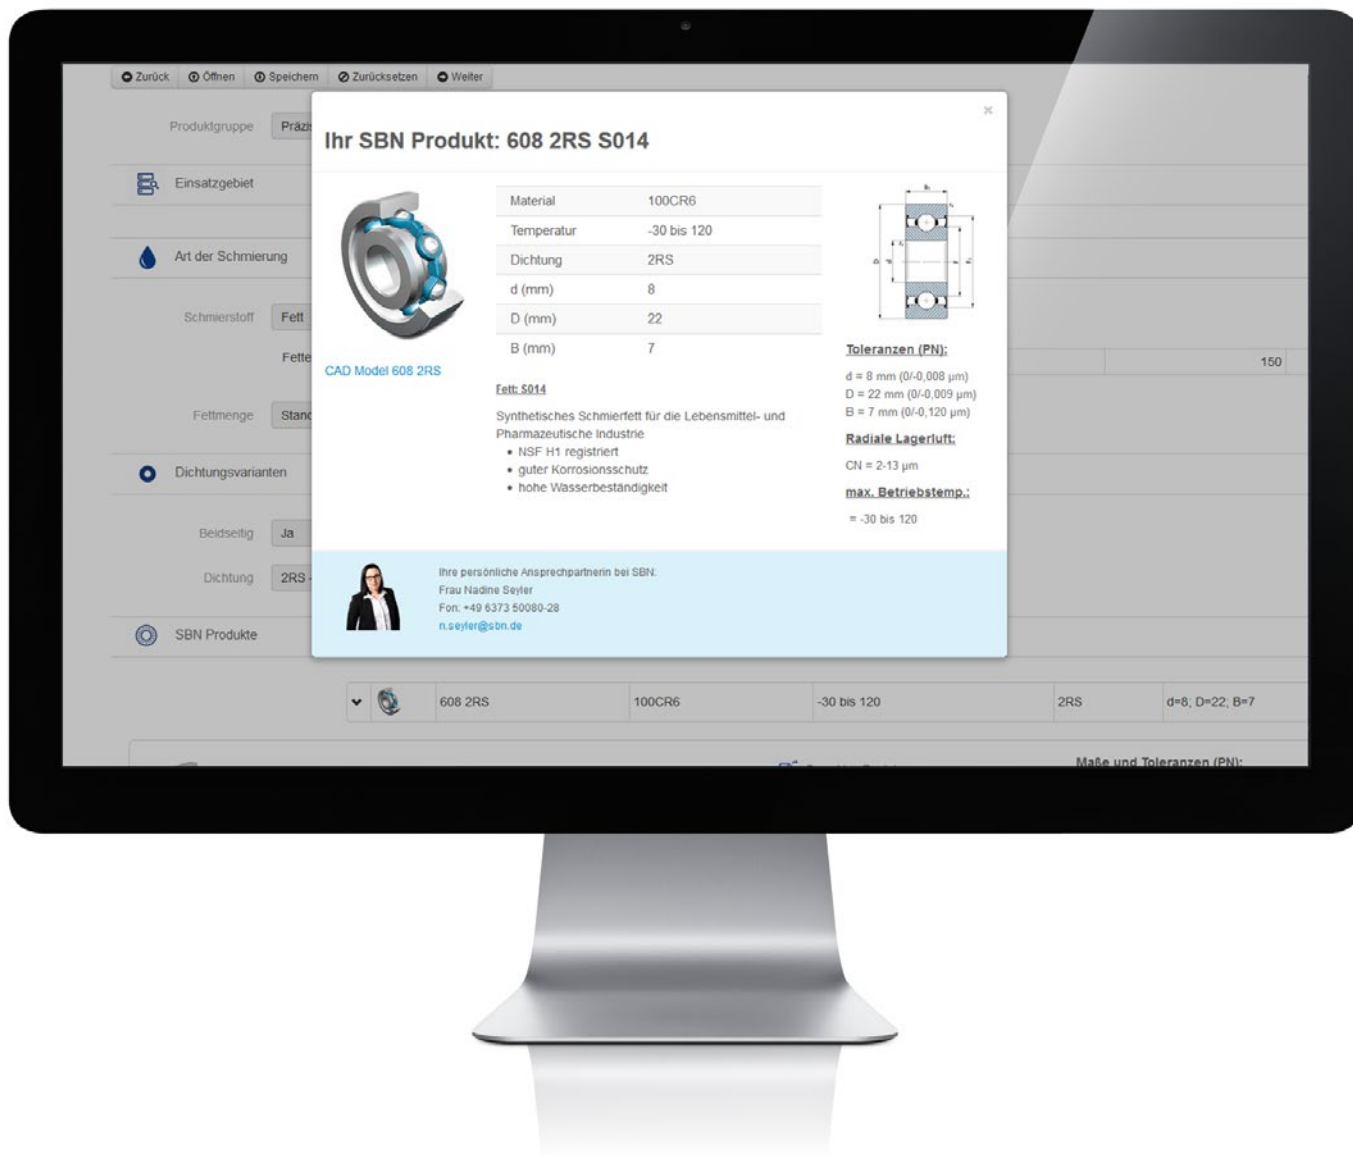 Zurück Öffnen Speichern Zurücksetzen Weiter
Produktgruppe
Einsatzgebiet
Art der Schmierung
Schmierstoff Fett
150
Fettmenge
Dichtungsvarianten
Beidseitig Ja
Dichtung 2RS
SBN Produkte
Ihr SBN Produkt: 608 2RS S014
Material 100CR6
Temperatur -30 bis 120
Dichtung 2RS
d (mm) 8
D (mm) 22
B (mm) 7
CAD Model 608 2RS
Fett: S014
Synthetisches Schmierfett für die Lebensmittel- und
Pharmazeutische Industrie
• NSF H1 registriert
• guter Korrosionsschutz
• hohe Wasserbeständigkeit
Toleranzen (PN):
d = 8 mm (0/-0,008 µm)
D = 22 mm (0/-0,009 µm)
B = 7 mm (0/-0,120 µm)
Radiale Lagerluft:
CN = 2-13 µm
max. Betriebstemp.:
= -30 bis 120
Ihre persönliche Ansprechpartnerin bei SBN:
Frau Nadine Seyler
Fon: +49 6373 50080-28
n.seyler@sbn.de
608 2RS 100CR6 -30 bis 120 2RS d=8; D=22; B=7
Maße und Toleranzen (PN):